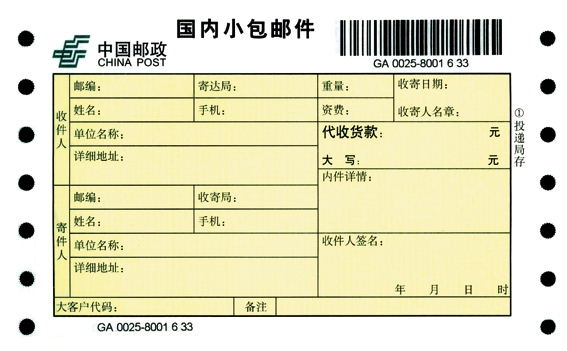 国内小包邮件
中国邮政
CHINA POST
GA 0025-8001 6 33
收件人
邮编： 寄达局： 重量： 收寄日期：
姓名： 手机： 资费： 收寄人名章：
单位名称： 代收货款： 元
详细地址： 大 写： 元
内件详情：
寄件人
邮编： 收寄局：
姓名： 手机：
单位名称： 收件人签名：
详细地址：
年 月 日 时
大客户代码： 备注
①投递局存
GA 0025-8001 6 33